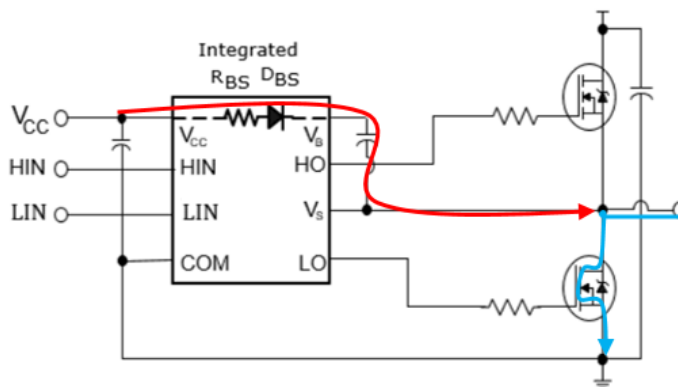 Integrated
RBS DBS
VCC
VCC
VB
HIN
HIN
HO
LIN
LIN
VS
COM
LO